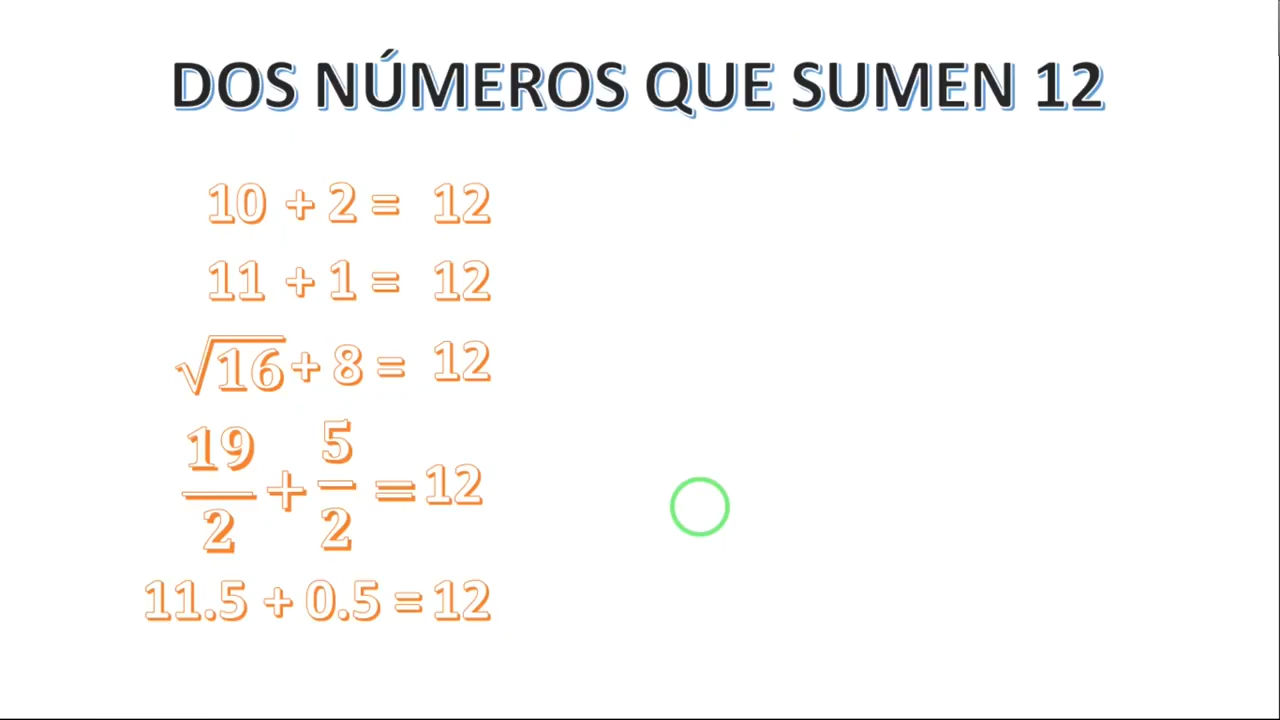 DOS NÚMEROS QUE SUMEN 12
10 + 2 = 12
11 + 1 = 12
√16 + 8 = 12
19/2 + 5/2 = 12
11.5 + 0.5 = 12